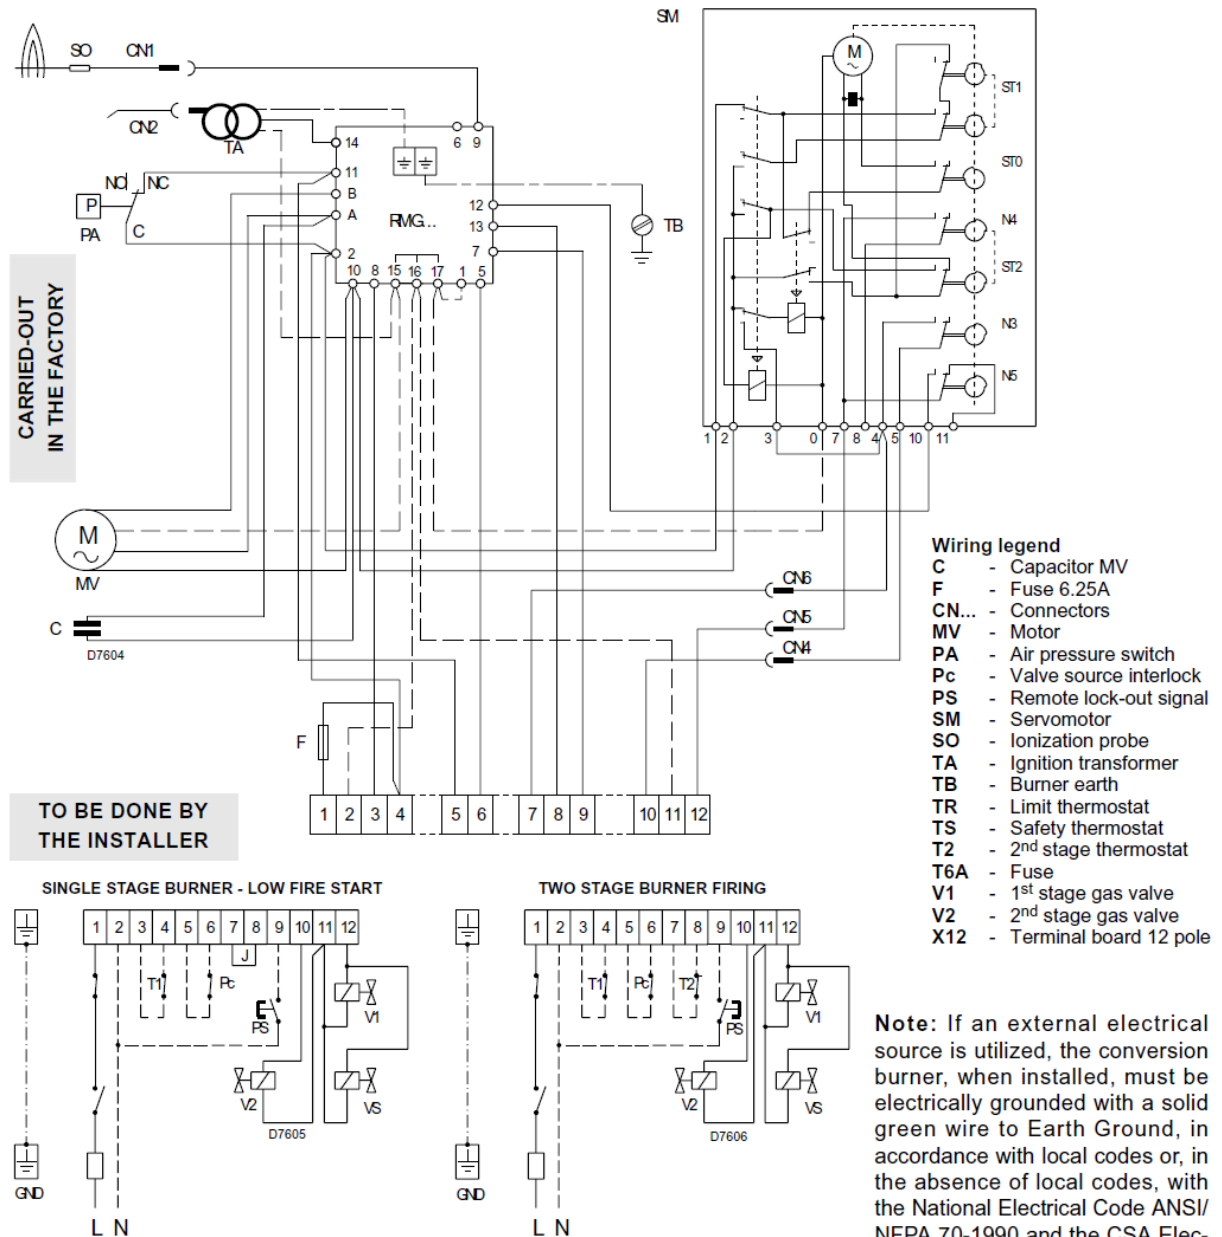 SM
SO CN1
M
ST1
CN2
TA
6 9
14
NO NC
11
ST0
P
B
12
N4
PA C
A
RMG...
13
TB
2
7
ST2
10 8 15 16 17 1 5
CARRIED-OUT
IN THE FACTORY
N3
N5
1 2 3 0 7 8 4 5 10 11
M
MV
CN6
CN5
CN4
C
D7604
F
Wiring legend
C - Capacitor MV
F - Fuse 6.25A
CN... - Connectors
MV - Motor
PA - Air pressure switch
Pc - Valve source interlock
PS - Remote lock-out signal
SM - Servomotor
SO - Ionization probe
TA - Ignition transformer
TB - Burner earth
TR - Limit thermostat
TS - Safety thermostat
T2 - 2nd stage thermostat
T6A - Fuse
V1 - 1st stage gas valve
V2 - 2nd stage gas valve
X12 - Terminal board 12 pole
TO BE DONE BY
THE INSTALLER
1 2 3 4 5 6 7 8 9 10 11 12
SINGLE STAGE BURNER - LOW FIRE START
1 2 3 4 5 6 7 8 9 10 11 12
J
T1 Pc
PS
V1
V2
VS
D7605
GND
L N
TWO STAGE BURNER FIRING
1 2 3 4 5 6 7 8 9 10 11 12
T1 Pc T2
PS
V1
V2
VS
D7606
GND
L N
Note: If an external electrical
source is utilized, the conversion
burner, when installed, must be
electrically grounded with a solid
green wire to Earth Ground, in
accordance with local codes or, in
the absence of local codes, with
the National Electrical Code ANSI/
NFPA 70-1990 and the CSA Elec-